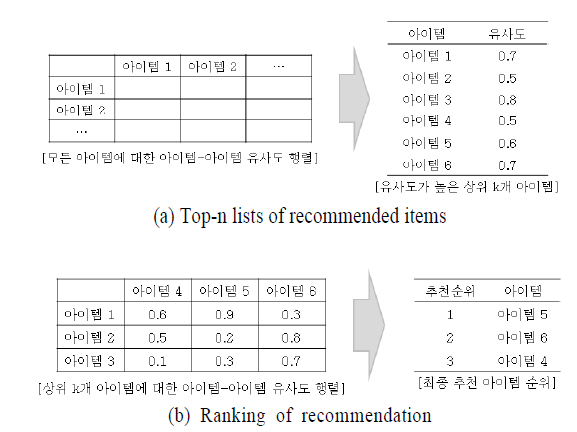 아이템 유사도
아이템 1 0.7
아이템 2 0.5
아이템 3 0.8
아이템 4 0.5
아이템 5 0.6
아이템 6 0.7
[유사도가 높은 상위 k개 아이템]
아이템 1 아이템 2 …
아이템 1
아이템 2
…
[모든 아이템에 대한 아이템-아이템 유사도 행렬]
(a) Top-n lists of recommended items
아이템 4 아이템 5 아이템 6
아이템 1 0.6 0.9 0.3
아이템 2 0.5 0.2 0.8
아이템 3 0.1 0.3 0.7
[상위 k개 아이템에 대한 아이템-아이템 유사도 행렬]
추천순위 아이템
1 아이템 5
2 아이템 6
3 아이템 4
[최종 추천 아이템 순위]
(b) Ranking of recommendation